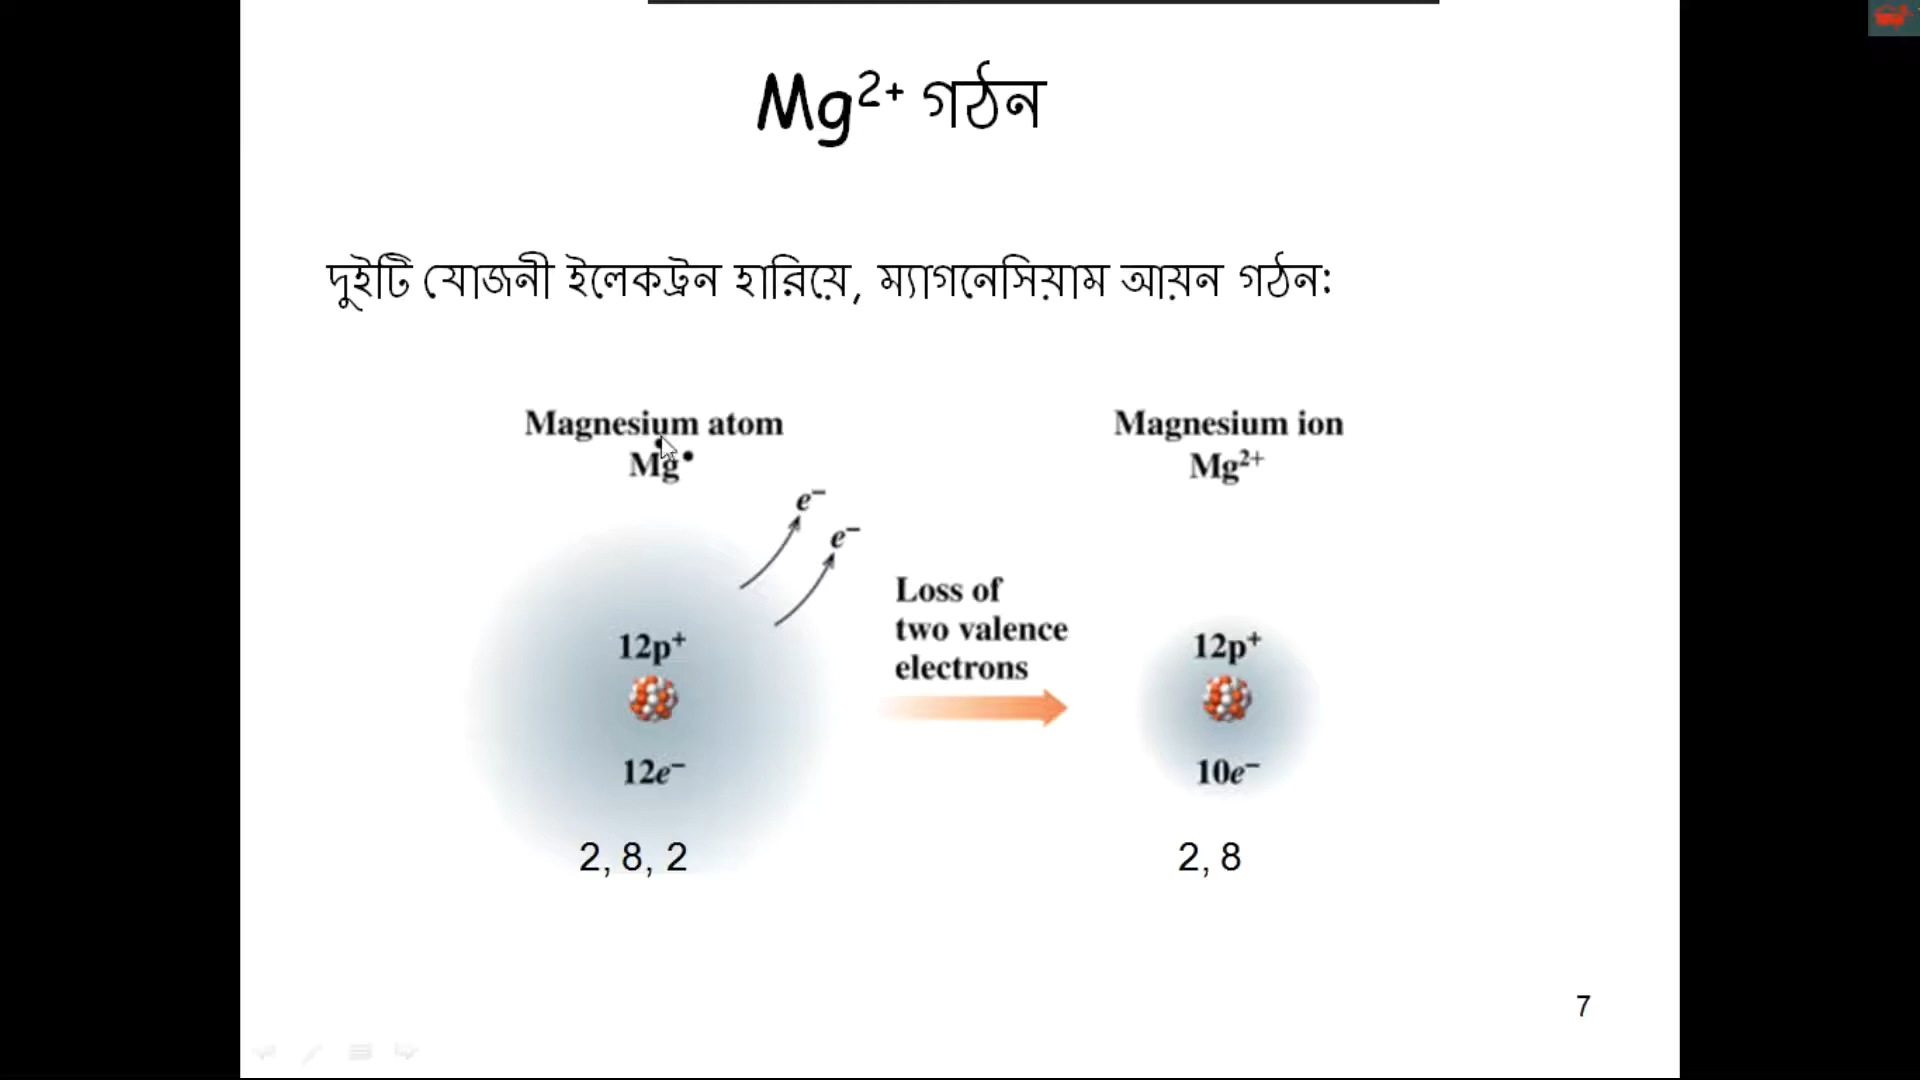 Mg²⁺ গঠন
দুইটি যোজনী ইলেকট্রন হারিয়ে, ম্যাগনেসিয়াম আয়ন গঠন:
Magnesium atom
Mg
Magnesium ion
Mg²⁺
e⁻
e⁻
Loss of
two valence
electrons
12p⁺
12e⁻
2, 8, 2
12p⁺
10e⁻
2, 8
7